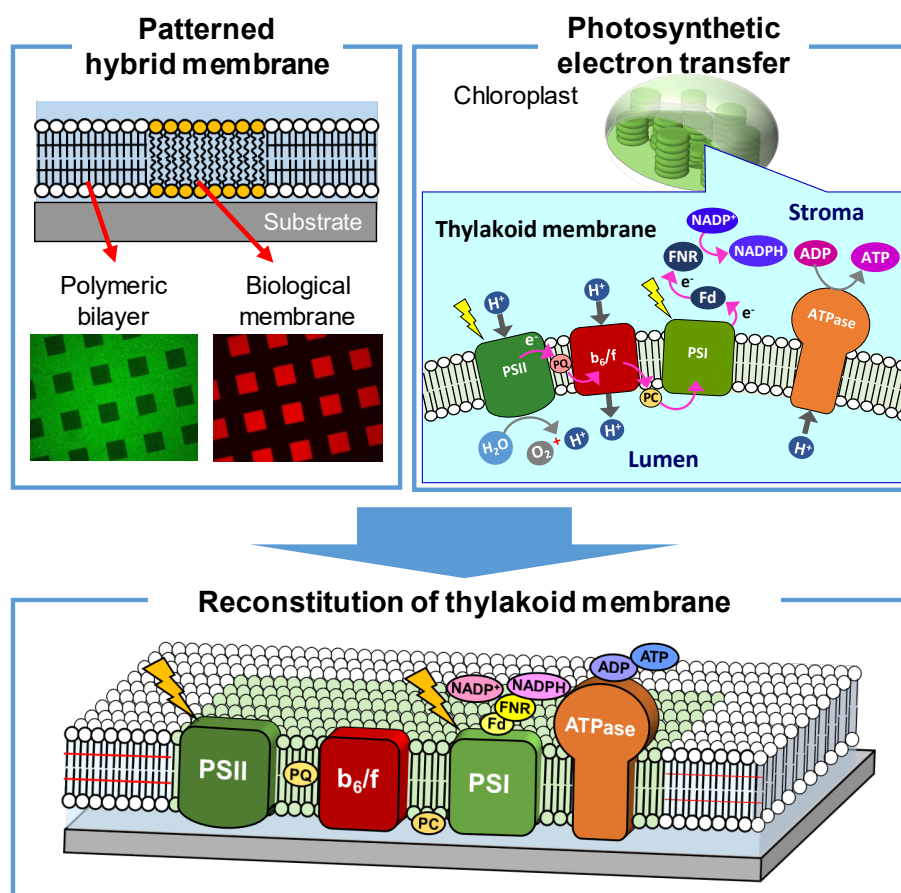 Patterned
hybrid membrane
Substrate
Polymeric
bilayer
Biological
membrane
Photosynthetic
electron transfer
Chloroplast
Thylakoid membrane
Stroma
NADP⁺
NADPH
FNR
Fd
e⁻
e⁻
ADP
ATP
ATPase
H⁺
H⁺
PSII
e⁻
PQ
b₆/f
PSI
PC
H₂O
O₂
+
H⁺
H⁺
H⁺
Lumen
Reconstitution of thylakoid membrane
ADP
ATP
NADP⁺
NADPH
FNR
Fd
ATPase
PSII
PQ
b₆/f
PSI
PC